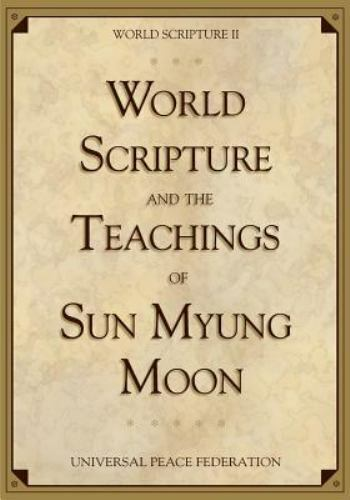 WORLD SCRIPTURE II
WORLD
SCRIPTURE
AND THE
TEACHINGS
OF
SUN MYUNG
MOON
UNIVERSAL PEACE FEDERATION